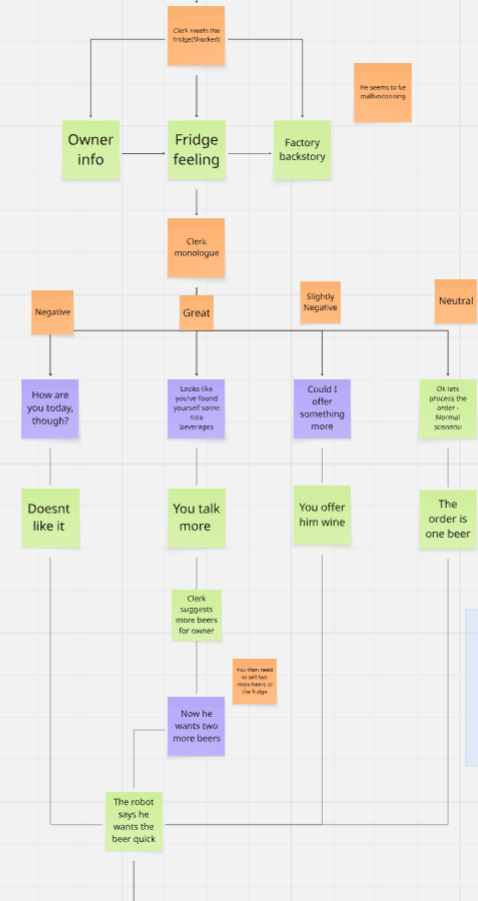 Clerk meets the
fridge(Shocked)
He seems to be
malfunctioning
Owner
info
Fridge
feeling
Factory
backstory
Clerk
monologue
Negative
Great
Slightly
Negative
Neutral
How are
you today,
though?
Looks like
you've found
yourself some
nice
beverages
Could I
offer
something
more
Ok lets
process the
order -
Normal
scenario
Doesnt
like it
You talk
more
You offer
him wine
The
order is
one beer
Clerk
suggests
more beers
for owner
You then need
to sell two
more beers to
the fridge
Now he
wants two
more beers
The robot
says he
wants the
beer quick